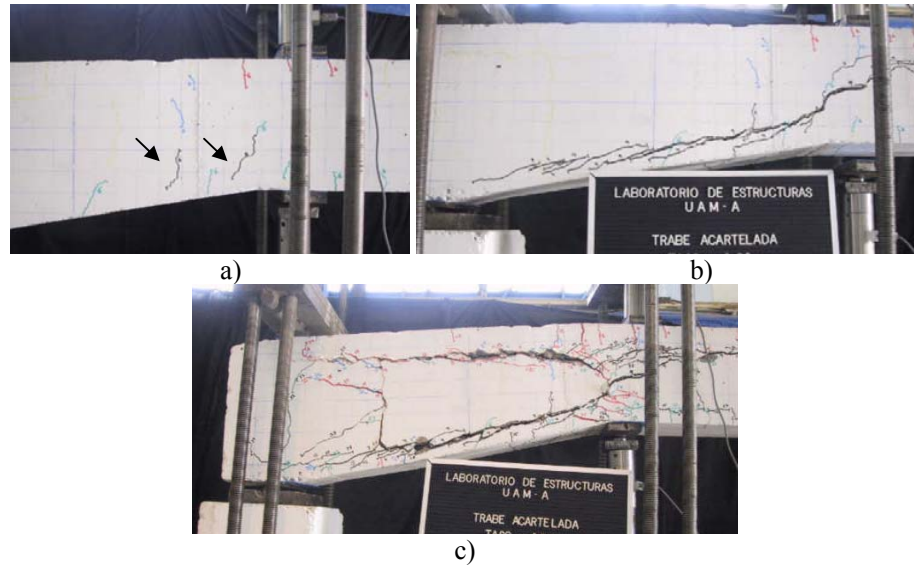 a)
LABORATORIO DE ESTRUCTURAS
UAM-A
TRABE ACARTELADA
b)
LABORATORIO DE ESTRUCTURAS
UAM-A
TRABE ACARTELADA
c)